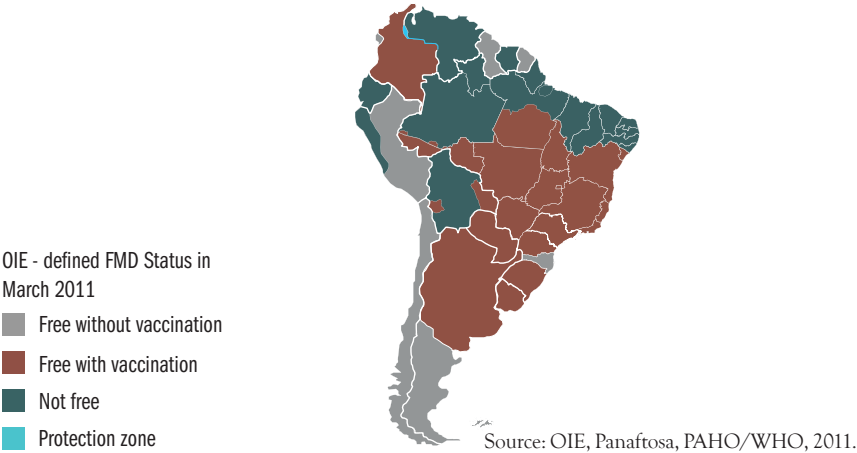 OIE - defined FMD Status in
March 2011
Free without vaccination
Free with vaccination
Not free
Protection zone
Source: OIE, Panaftosa, PAHO/WHO, 2011.